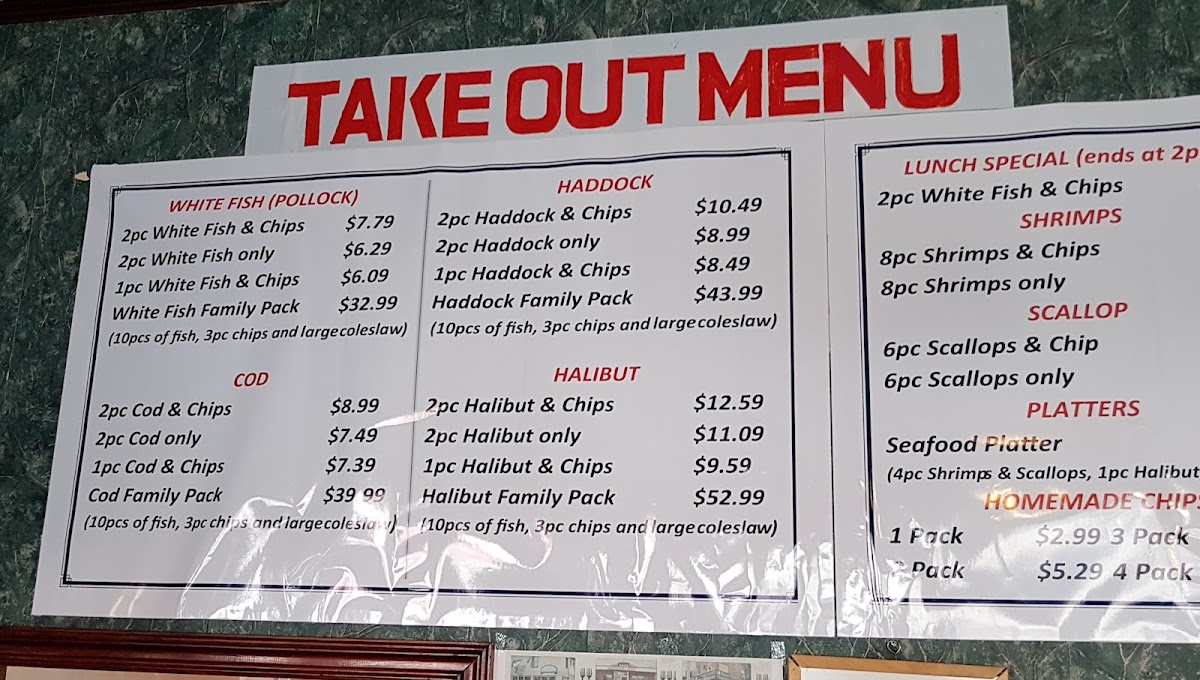 TAKE OUT MENU
WHITE FISH (POLLOCK)
2pc White Fish & Chips $7.79
2pc White Fish only $6.29
1pc White Fish & Chips $6.09
White Fish Family Pack $32.99
(10pcs of fish, 3pc chips and large coleslaw)
COD
2pc Cod & Chips $8.99
2pc Cod only $7.49
1pc Cod & Chips $7.39
Cod Family Pack $39.99
(10pcs of fish, 3pc chips and large coleslaw)
HADDOCK
2pc Haddock & Chips $10.49
2pc Haddock only $8.99
1pc Haddock & Chips $8.49
Haddock Family Pack $43.99
(10pcs of fish, 3pc chips and large coleslaw)
HALIBUT
2pc Halibut & Chips $12.59
2pc Halibut only $11.09
1pc Halibut & Chips $9.59
Halibut Family Pack $52.99
(10pcs of fish, 3pc chips and large coleslaw)
LUNCH SPECIAL (ends at 2p
2pc White Fish & Chips
SHRIMPS
8pc Shrimps & Chips
8pc Shrimps only
SCALLOP
6pc Scallops & Chip
6pc Scallops only
PLATTERS
Seafood Platter
(4pc Shrimps & Scallops, 1pc Halibut
HOMEMADE CHIPS
1 Pack $2.99 3 Pack
Pack $5.29 4 Pack